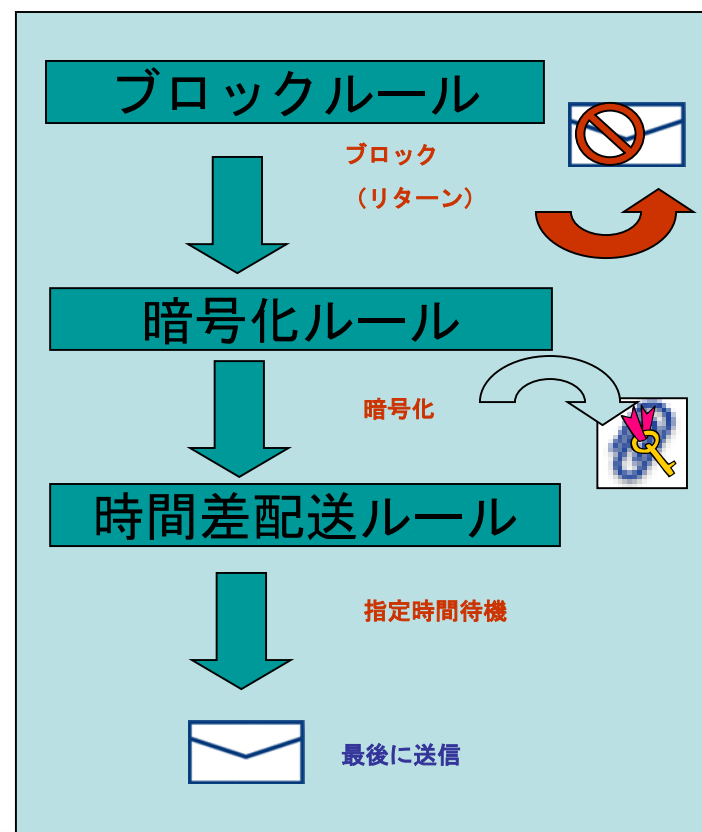 ブロックルール
ブロック
（リターン）
暗号化ルール
暗号化
時間差配送ルール
指定時間待機
最後に送信